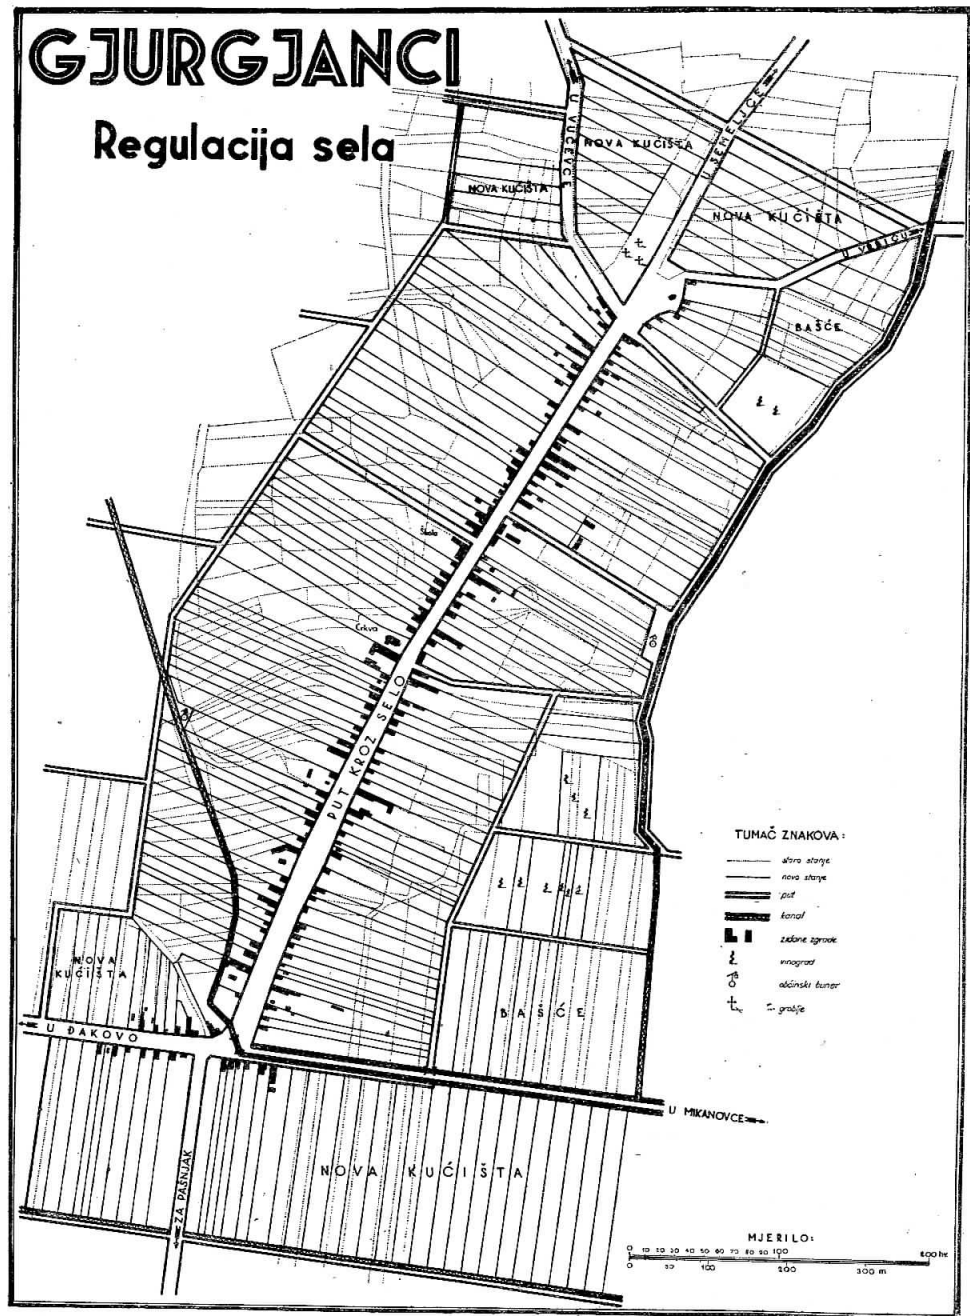 GJURGJANCI
Regulacija sela
U VUČEVCE
NOVA KUĆIŠTA
U SEMELJCE
NOVA KUĆIŠTA
NOVA KUĆIŠTA
U VRBICU
BAŠĆE
Škola
Crkva
PUT KROZ SELO
TUMAČ ZNAKOVA:
staro stanje
novo stanje
put
kanal
zidane zgrade
vinograd
občinski bunar
groblje
NOVA
KUĆIŠTA
BAŠĆE
U ĐAKOVO
U MIKANOVCE
NOVA KUĆIŠTA
ZA PAŠNJAK
MJERILO:
0 10 20 30 40 50 60 70 80 90 100
0 50 100 200 300 m